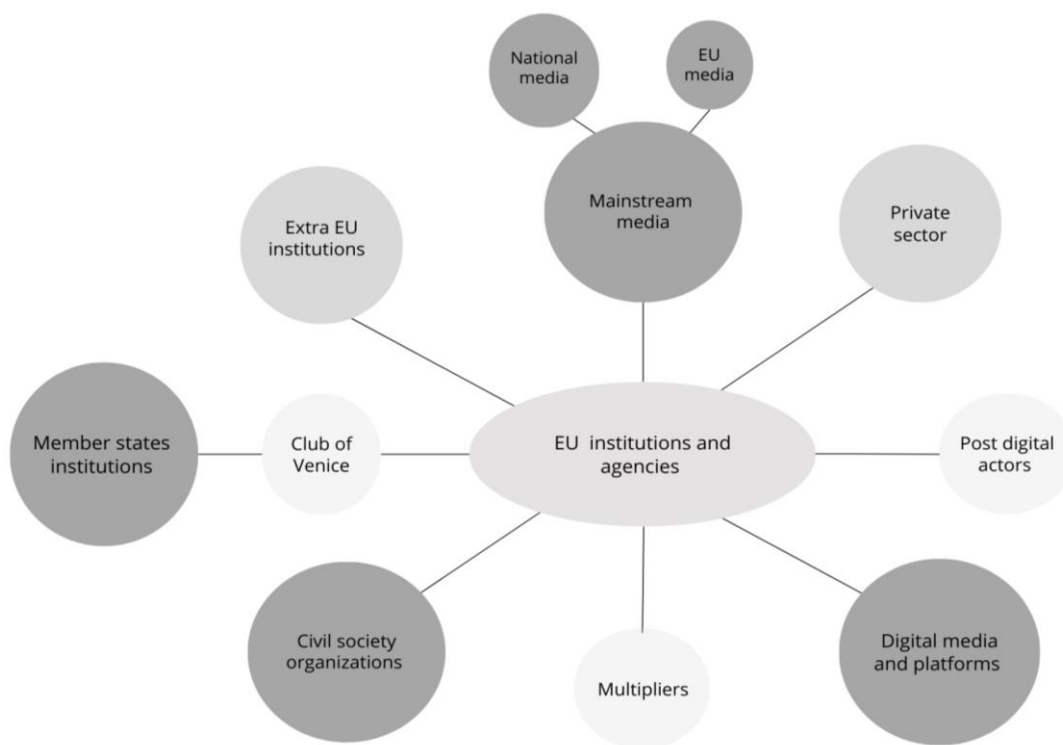 National
media
EU
media
Mainstream
media
Extra EU
institutions
Private
sector
Member states
institutions
Club of
Venice
EU institutions and
agencies
Post digital
actors
Civil society
organizations
Multipliers
Digital media
and platforms